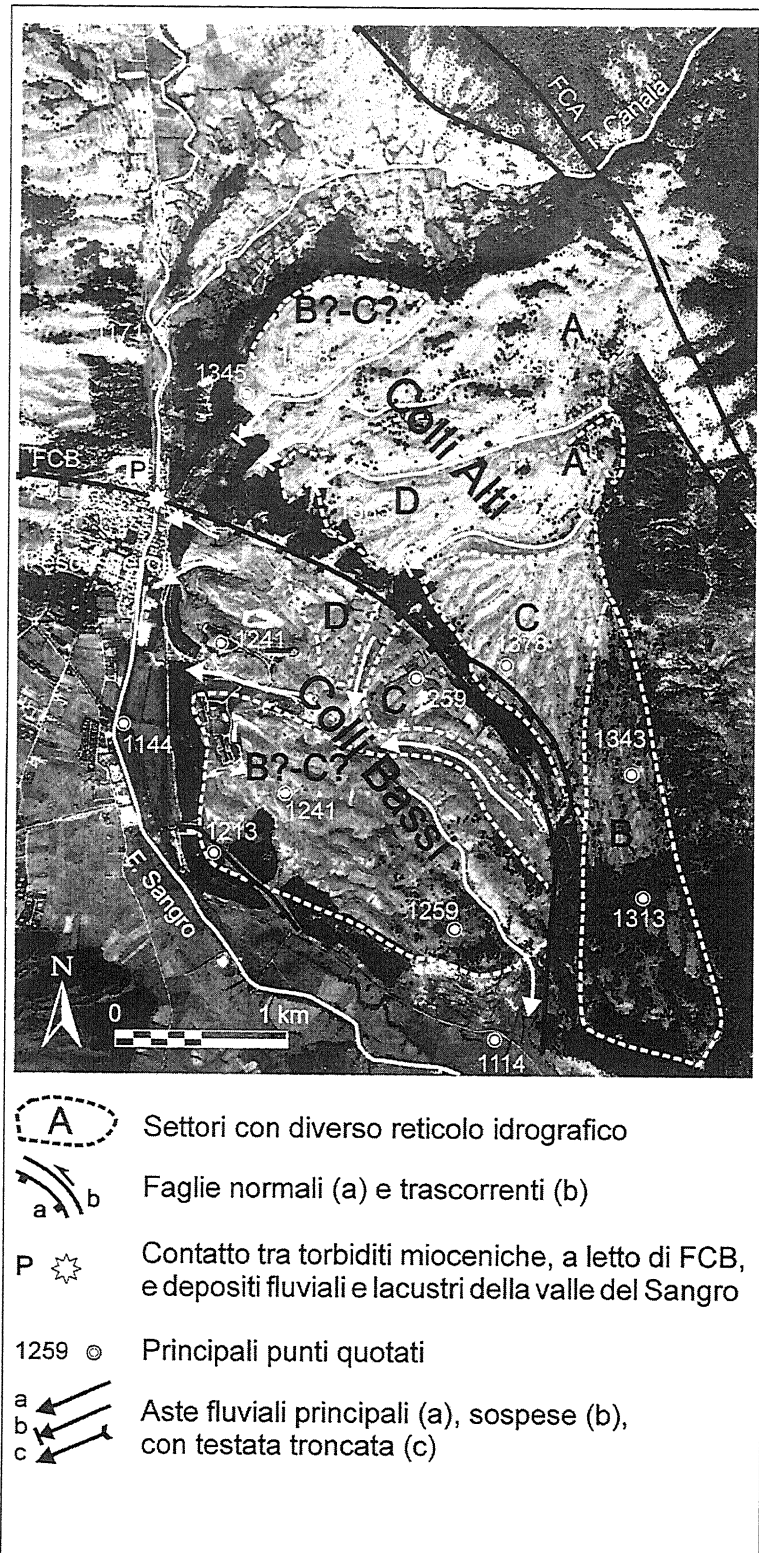 FCA
T. Canala
B?-C?
A
1171
1345
Colli Alti
A
FCB
P
D
D
C
1378
1241
C
1259
Colli Bassi
1144
B?-C?
1343
1241
B
1213
F. Sangro
1313
1259
N
0 1 km
1114
A Settori con diverso reticolo idrografico
a b Faglie normali (a) e trascorrenti (b)
P Contatto tra torbiditi mioceniche, a letto di FCB,
e depositi fluviali e lacustri della valle del Sangro
1259 Principali punti quotati
a
b
c
Aste fluviali principali (a), sospese (b),
con testata troncata (c)